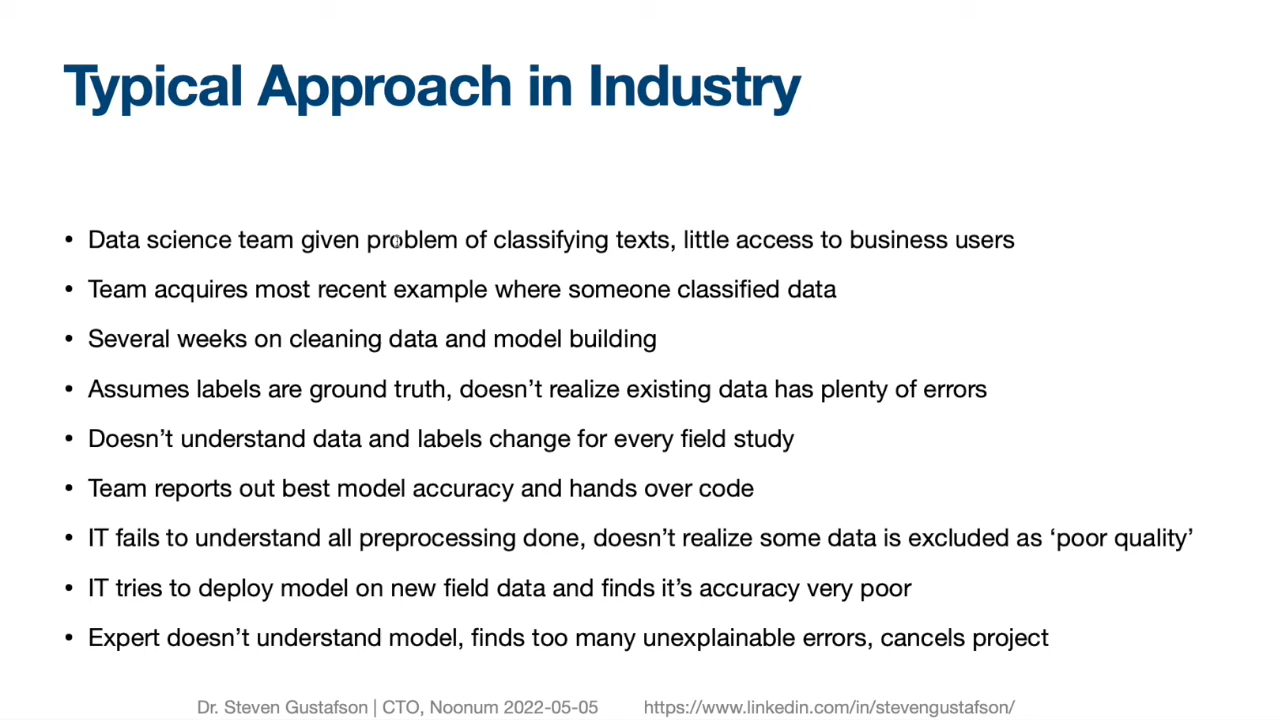 Typical Approach in Industry
• Data science team given problem of classifying texts, little access to business users
• Team acquires most recent example where someone classified data
• Several weeks on cleaning data and model building
• Assumes labels are ground truth, doesn’t realize existing data has plenty of errors
• Doesn’t understand data and labels change for every field study
• Team reports out best model accuracy and hands over code
• IT fails to understand all preprocessing done, doesn’t realize some data is excluded as ‘poor quality’
• IT tries to deploy model on new field data and finds it’s accuracy very poor
• Expert doesn’t understand model, finds too many unexplainable errors, cancels project
Dr. Steven Gustafson | CTO, Noonum 2022-05-05 https://www.linkedin.com/in/stevengustafson/